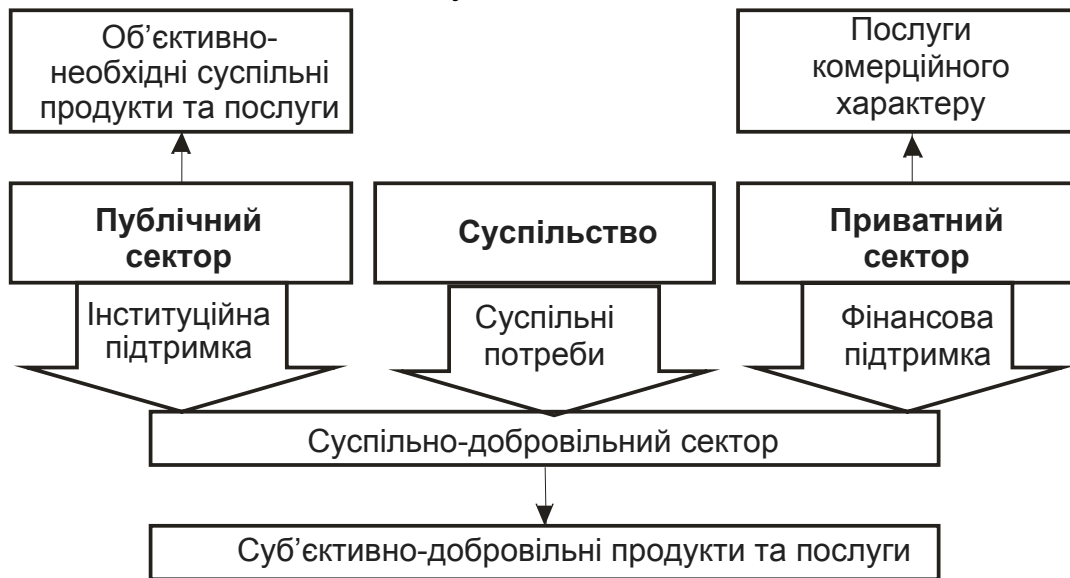 Об’єктивно-
необхідні суспільні
продукти та послуги
Послуги
комерційного
характеру
Публічний
сектор
Суспільство
Приватний
сектор
Інституційна
підтримка
Суспільні
потреби
Фінансова
підтримка
Суспільно-добровільний сектор
Суб’єктивно-добровільні продукти та послуги